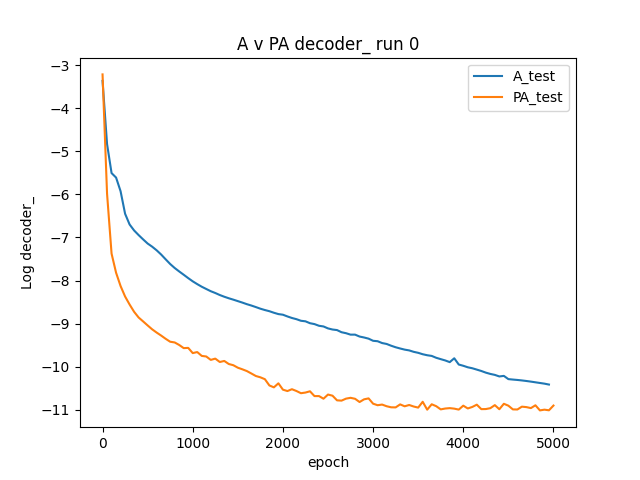 A v PA decoder_ run 0
A_test
PA_test
Log decoder_
−3
−4
−5
−6
−7
−8
−9
−10
−11
0 1000 2000 3000 4000 5000
epoch